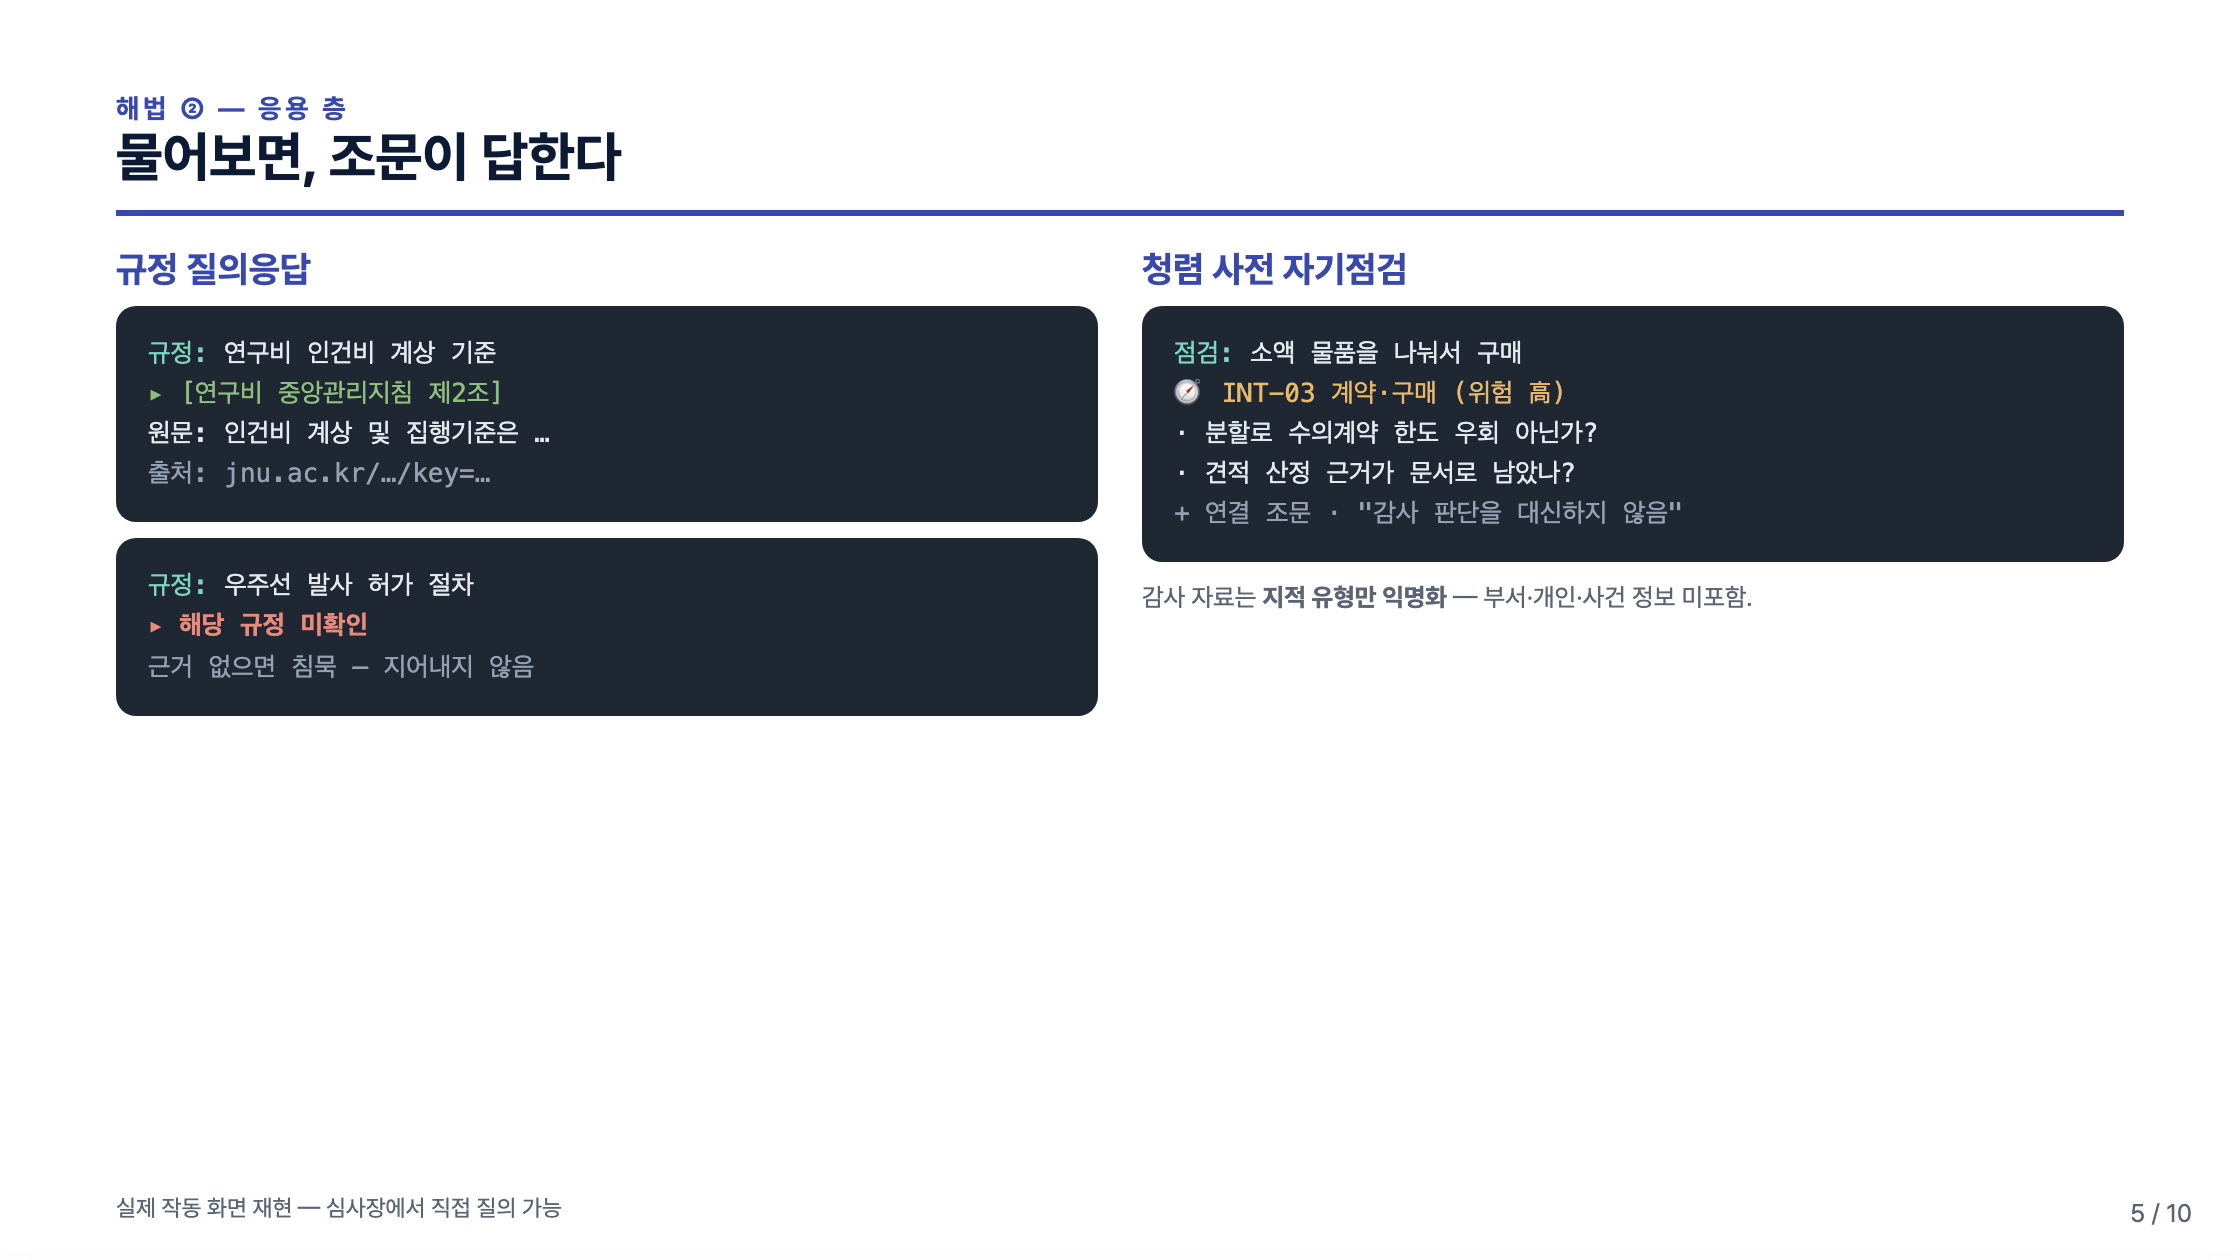 해법 ② — 응용 층
물어보면, 조문이 답한다
규정 질의응답
규정: 연구비 인건비 계상 기준
▸ [연구비 중앙관리지침 제2조]
원문: 인건비 계상 및 집행기준은 …
출처: jnu.ac.kr/…/key=…
규정: 우주선 발사 허가 절차
▸ 해당 규정 미확인
근거 없으면 침묵 — 지어내지 않음
청렴 사전 자기점검
점검: 소액 물품을 나눠서 구매
🧭 INT-03 계약·구매 (위험 高)
· 분할로 수의계약 한도 우회 아닌가?
· 견적 산정 근거가 문서로 남았나?
+ 연결 조문 · "감사 판단을 대신하지 않음"
감사 자료는 지적 유형만 익명화 — 부서·개인·사건 정보 미포함.
실제 작동 화면 재현 — 심사장에서 직접 질의 가능
5 / 10